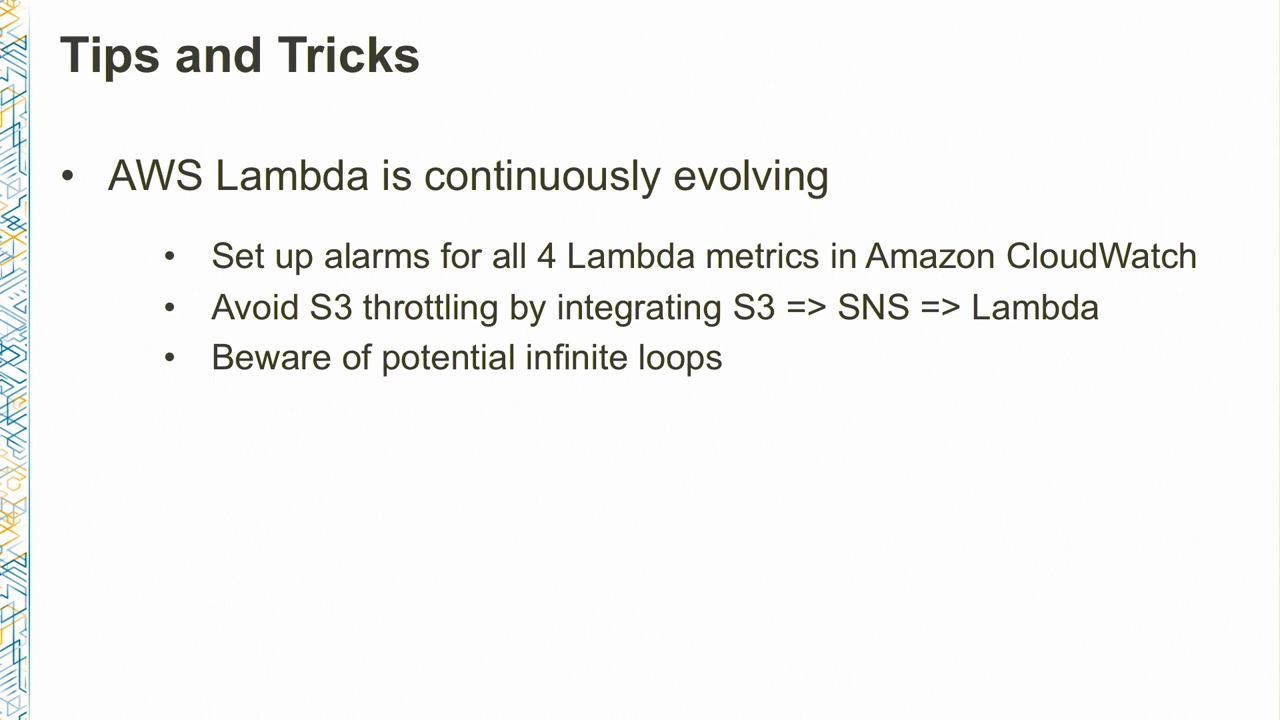 Tips and Tricks
• AWS Lambda is continuously evolving
• Set up alarms for all 4 Lambda metrics in Amazon CloudWatch
• Avoid S3 throttling by integrating S3 => SNS => Lambda
• Beware of potential infinite loops